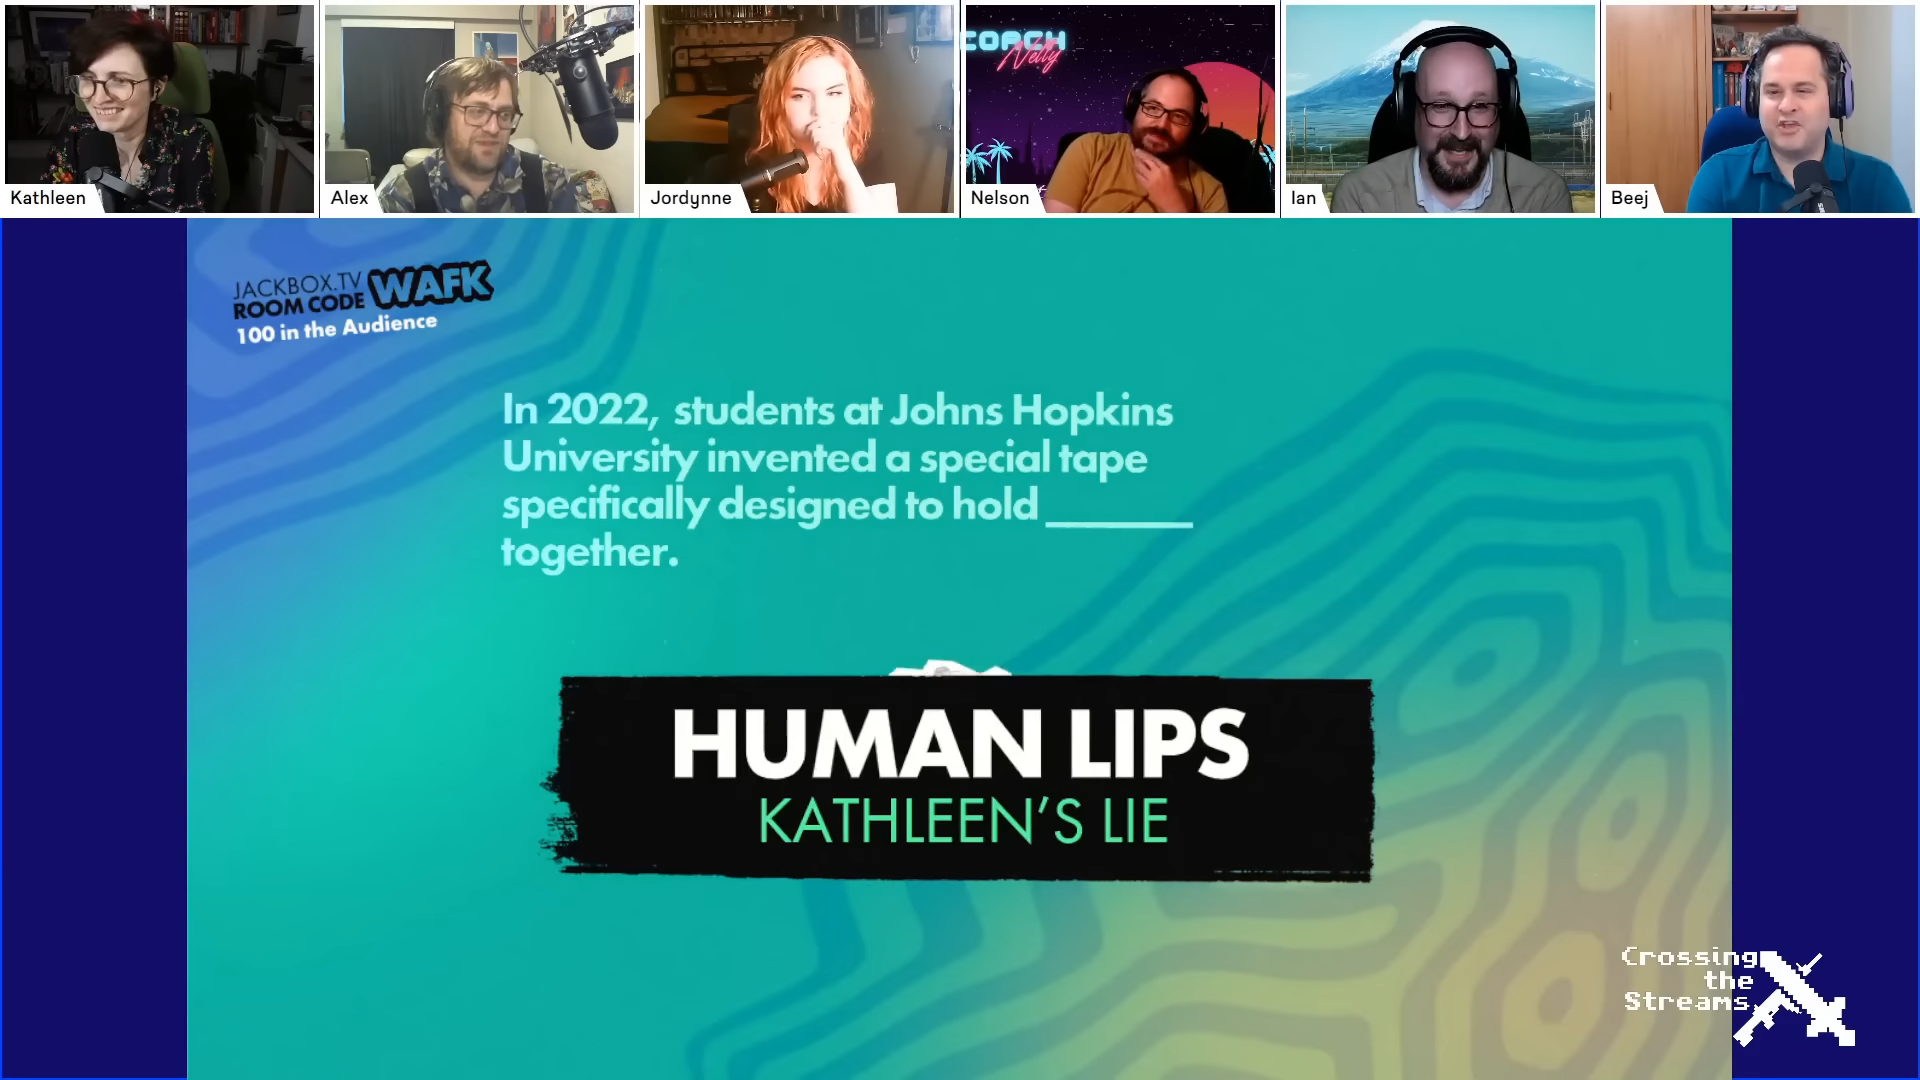 COACH
Nelly
Kathleen
Alex
Jordynne
Nelson
Ian
Beej
JACKBOX.TV
ROOM CODE WAFK
100 in the Audience
In 2022, students at Johns Hopkins
University invented a special tape
specifically designed to hold ________
together.
HUMAN LIPS
KATHLEEN'S LIE
Crossing
the
Streams